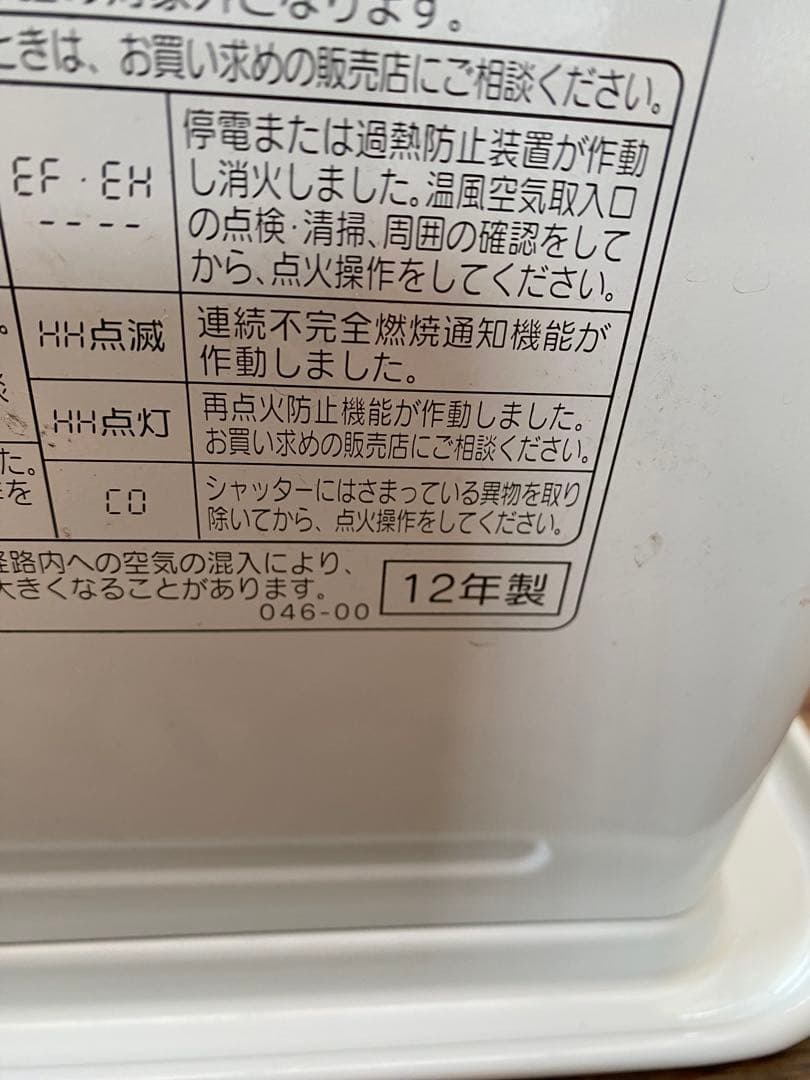 になります。
ときは、お買い求めの販売店にご相談ください。
EF・EH
----
停電または過熱防止装置が作動
し消火しました。温風空気取入口
の点検・清掃、周囲の確認をして
から、点火操作をしてください。
HH点滅
連続不完全燃焼通知機能が
作動しました。
HH点灯
再点火防止機能が作動しました。
お買い求めの販売店にご相談ください。
た。
を
CO
シャッターにはさまっている異物を取り
除いてから、点火操作をしてください。
経路内への空気の混入により、
大きくなることがあります。
046-00
12年製